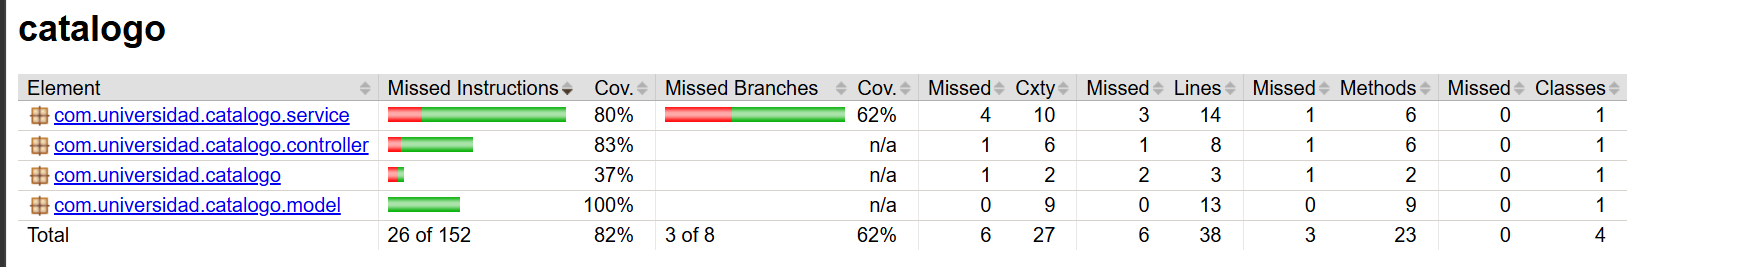 catalogo
Element Missed Instructions Cov. Missed Branches Cov. Missed Cxty Missed Lines Missed Methods Missed Classes
com.universidad.catalogo.service 80% 62% 4 10 3 14 1 6 0 1
com.universidad.catalogo.controller 83% n/a 1 6 1 8 1 6 0 1
com.universidad.catalogo 37% n/a 1 2 2 3 1 2 0 1
com.universidad.catalogo.model 100% n/a 0 9 0 13 0 9 0 1
Total 26 of 152 82% 3 of 8 62% 6 27 6 38 3 23 0 4